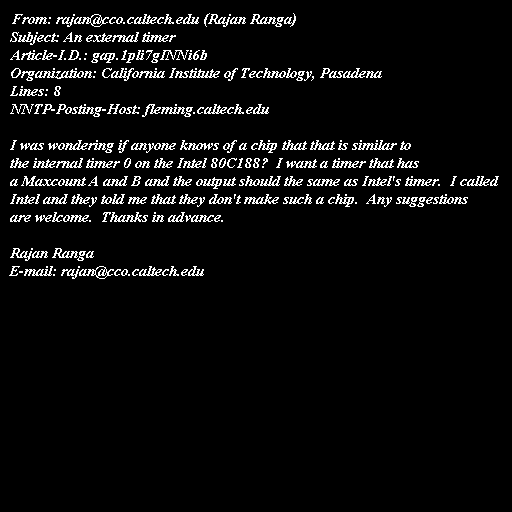 From: rajan@cco.caltech.edu (Rajan Ranga)
Subject: An external timer
Article-I.D.: gap.1pli7gINNi6b
Organization: California Institute of Technology, Pasadena
Lines: 8
NNTP-Posting-Host: fleming.caltech.edu

I was wondering if anyone knows of a chip that that is similar to
the internal timer 0 on the Intel 80C188?  I want a timer that has
a Maxcount A and B and the output should the same as Intel's timer.  I called
Intel and they told me that they don't make such a chip.  Any suggestions
are welcome.  Thanks in advance.

Rajan Ranga
E-mail: rajan@cco.caltech.edu